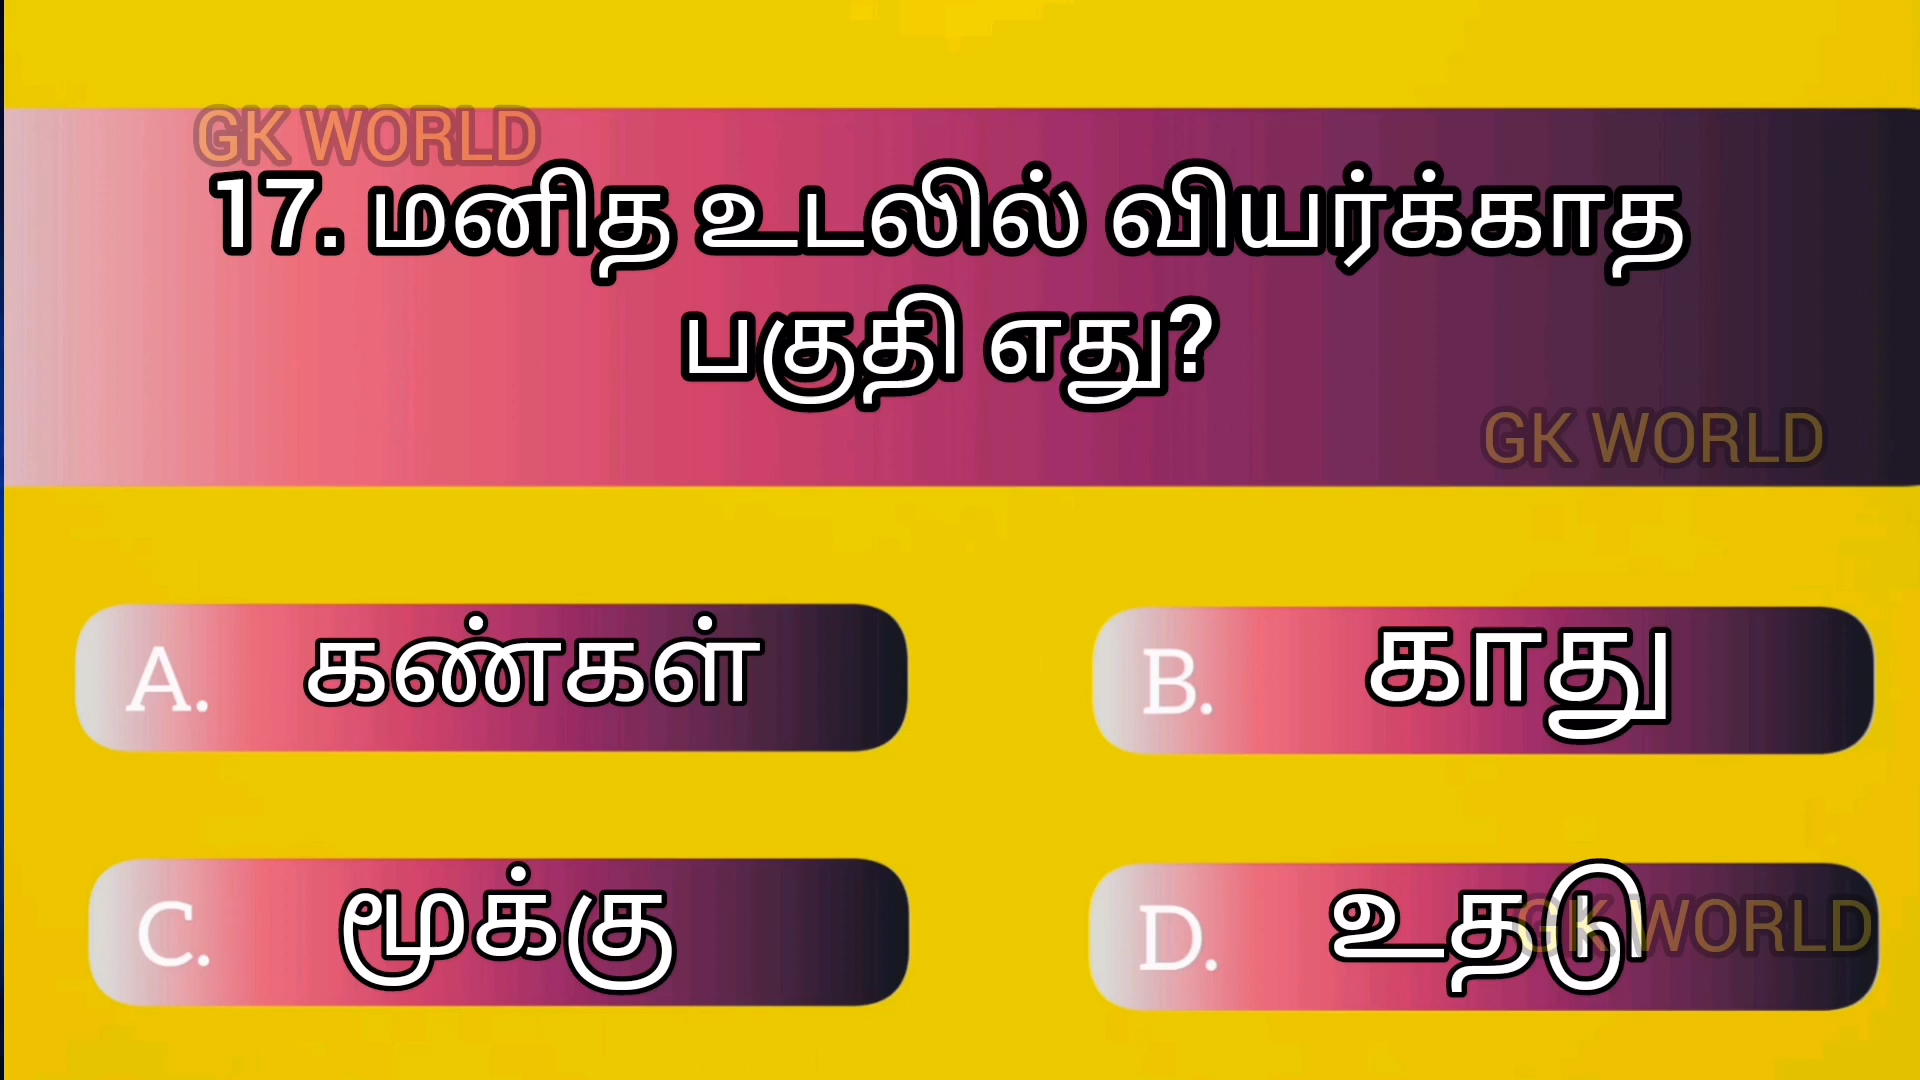 GK WORLD
17. மனித உடலில் வியர்க்காத
பகுதி எது?
GK WORLD
A. கண்கள்
B. காது
C. மூக்கு
D. உதடு
GK WORLD